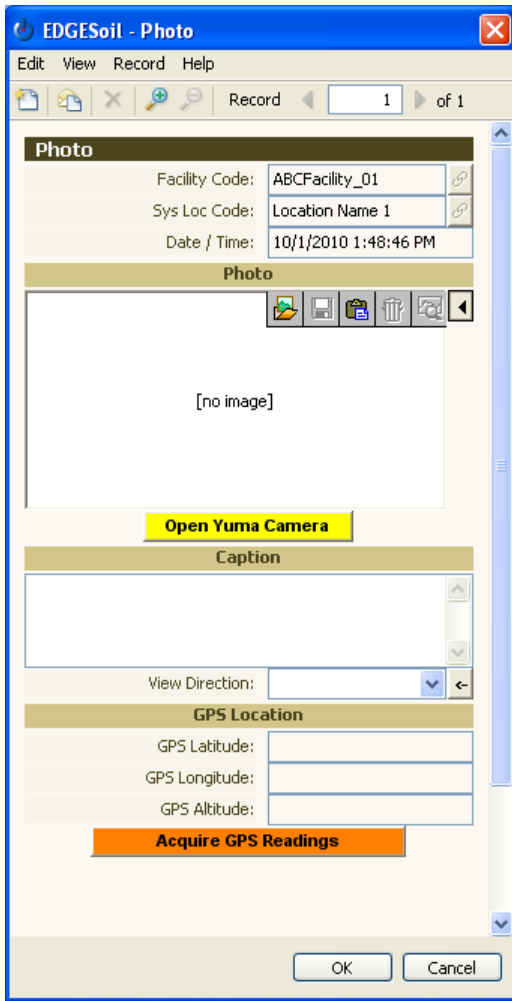 EDGESoil - Photo
Edit View Record Help
Record 1 of 1
Photo
Facility Code: ABCFacility_01
Sys Loc Code: Location Name 1
Date / Time: 10/1/2010 1:48:46 PM
Photo
[no image]
Open Yuma Camera
Caption
View Direction: <-
GPS Location
GPS Latitude:
GPS Longitude:
GPS Altitude:
Acquire GPS Readings
OK Cancel